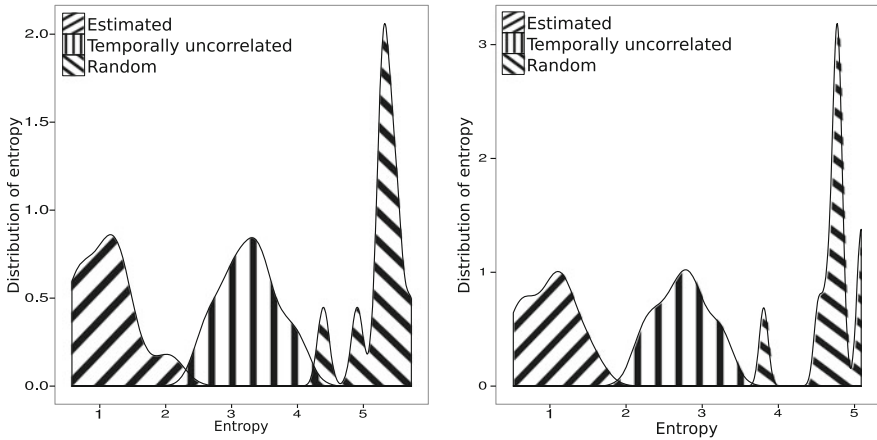 Estimated
Temporally uncorrelated
Random
Distribution of entropy
2.0
1.5
1.0
0.5
0.0
1 2 3 4 5
Entropy
Estimated
Temporally uncorrelated
Random
Distribution of entropy
3
2
1
0
1 2 3 4 5
Entropy